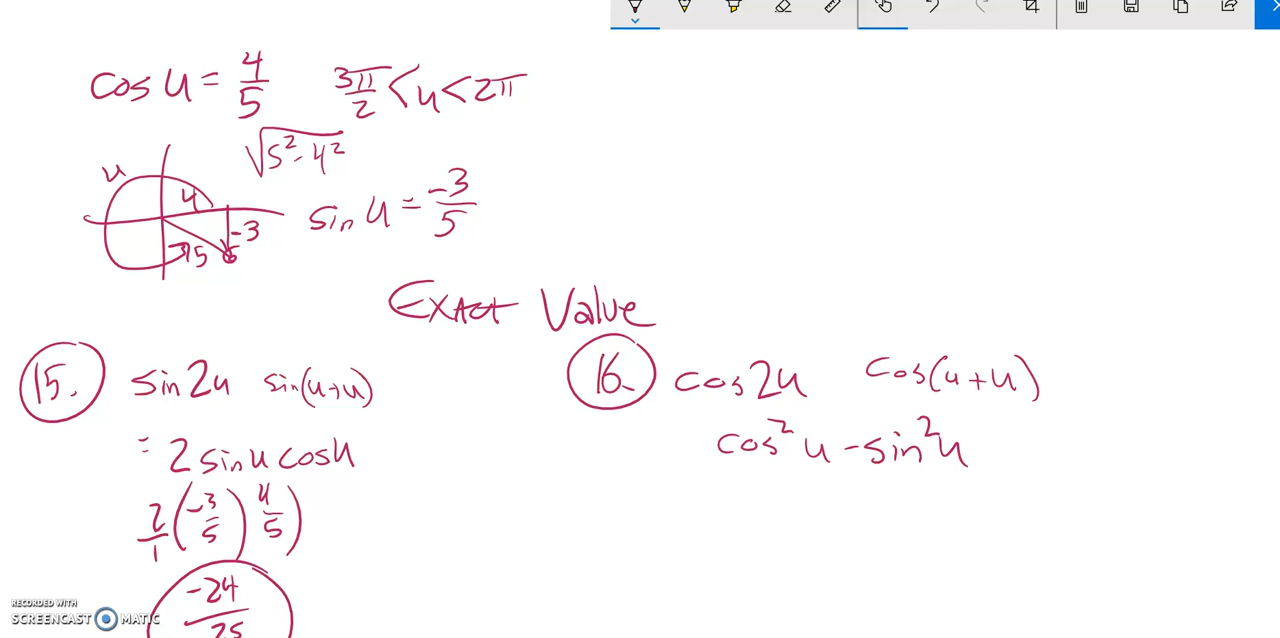 cos u = 4/5   3π/2 < u < 2π
√5² - 4²
u
4
sin u = -3/5
-3
5
Exact Value
15. sin 2u   sin(u+u)
= 2 sin u cos u
2/1 (-3/5) 4/5)
-24/25
16. cos 2u   cos(u+u)
cos² u - sin² u
RECORDED WITH
SCREENCAST MATIC